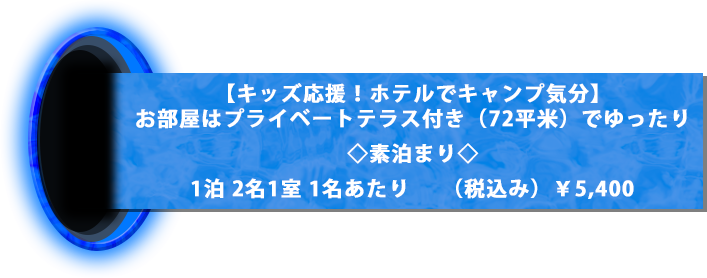 【キッズ応援！ホテルでキャンプ気分】
お部屋はプライベートテラス付き（72平米）でゆったり
◇素泊まり◇
1泊 2名1室 1名あたり　　（税込み）￥5,400